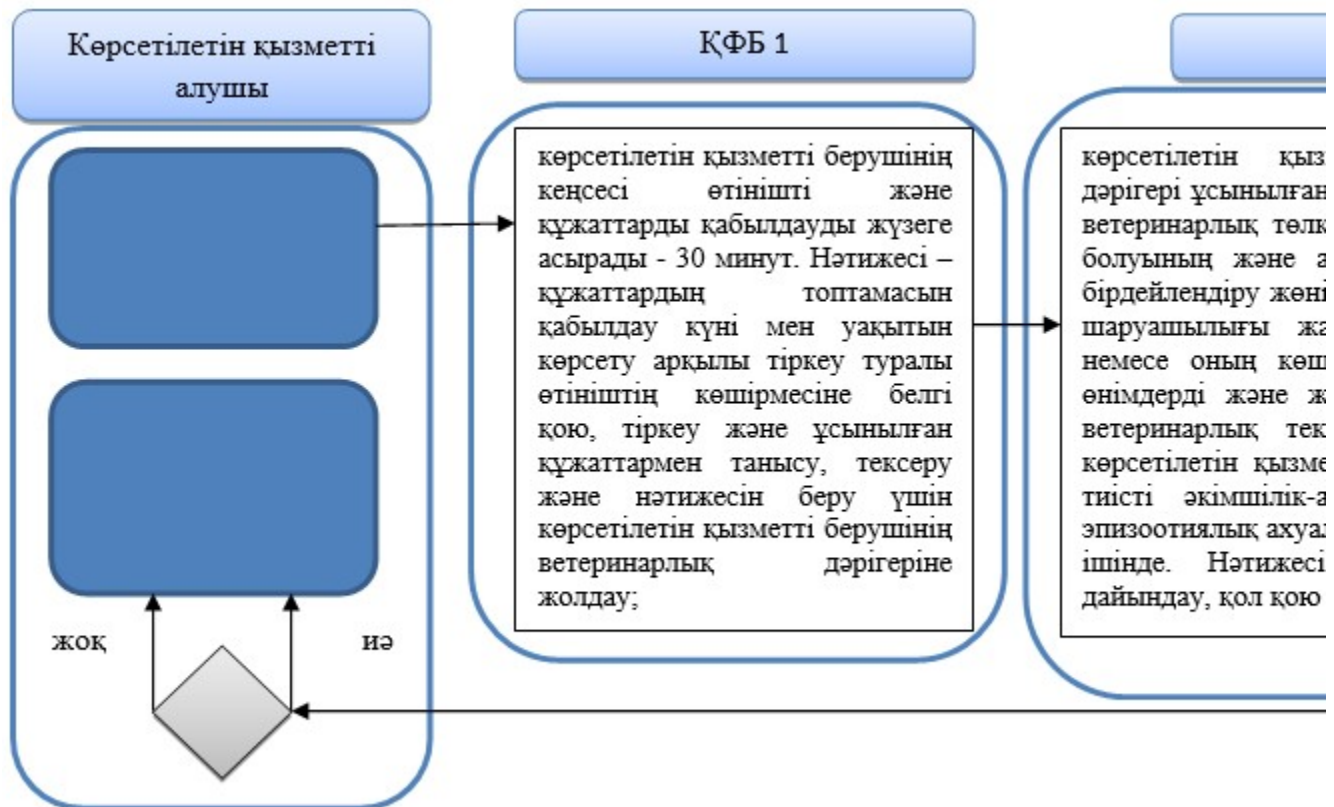 Көрсетілетін қызметті
алушы
ҚФБ 1
көрсетілетін қызметті берушінің
кеңсесі өтінішті және
құжаттарды қабылдауды жүзеге
асырады - 30 минут. Нәтижесі –
құжаттардың топтамасын
қабылдау күні мен уақытын
көрсету арқылы тіркеу туралы
өтініштің көшірмесіне белгі
қою, тіркеу және ұсынылған
құжаттармен танысу, тексеру
және нәтижесін беру үшін
көрсетілетін қызметті берушінің
ветеринарлық дәрігеріне
жолдау;
көрсетілетін
дәрігері ұсынылған
ветеринарлық
болуының және
бірдейлендіру
шаруашылығы
немесе оның
өнімдерді және
ветеринарлық
көрсетілетін
тиісті
эпизоотиялық
ішінде. Нәтижесі
дайындау, қол қою
жоқ
иә